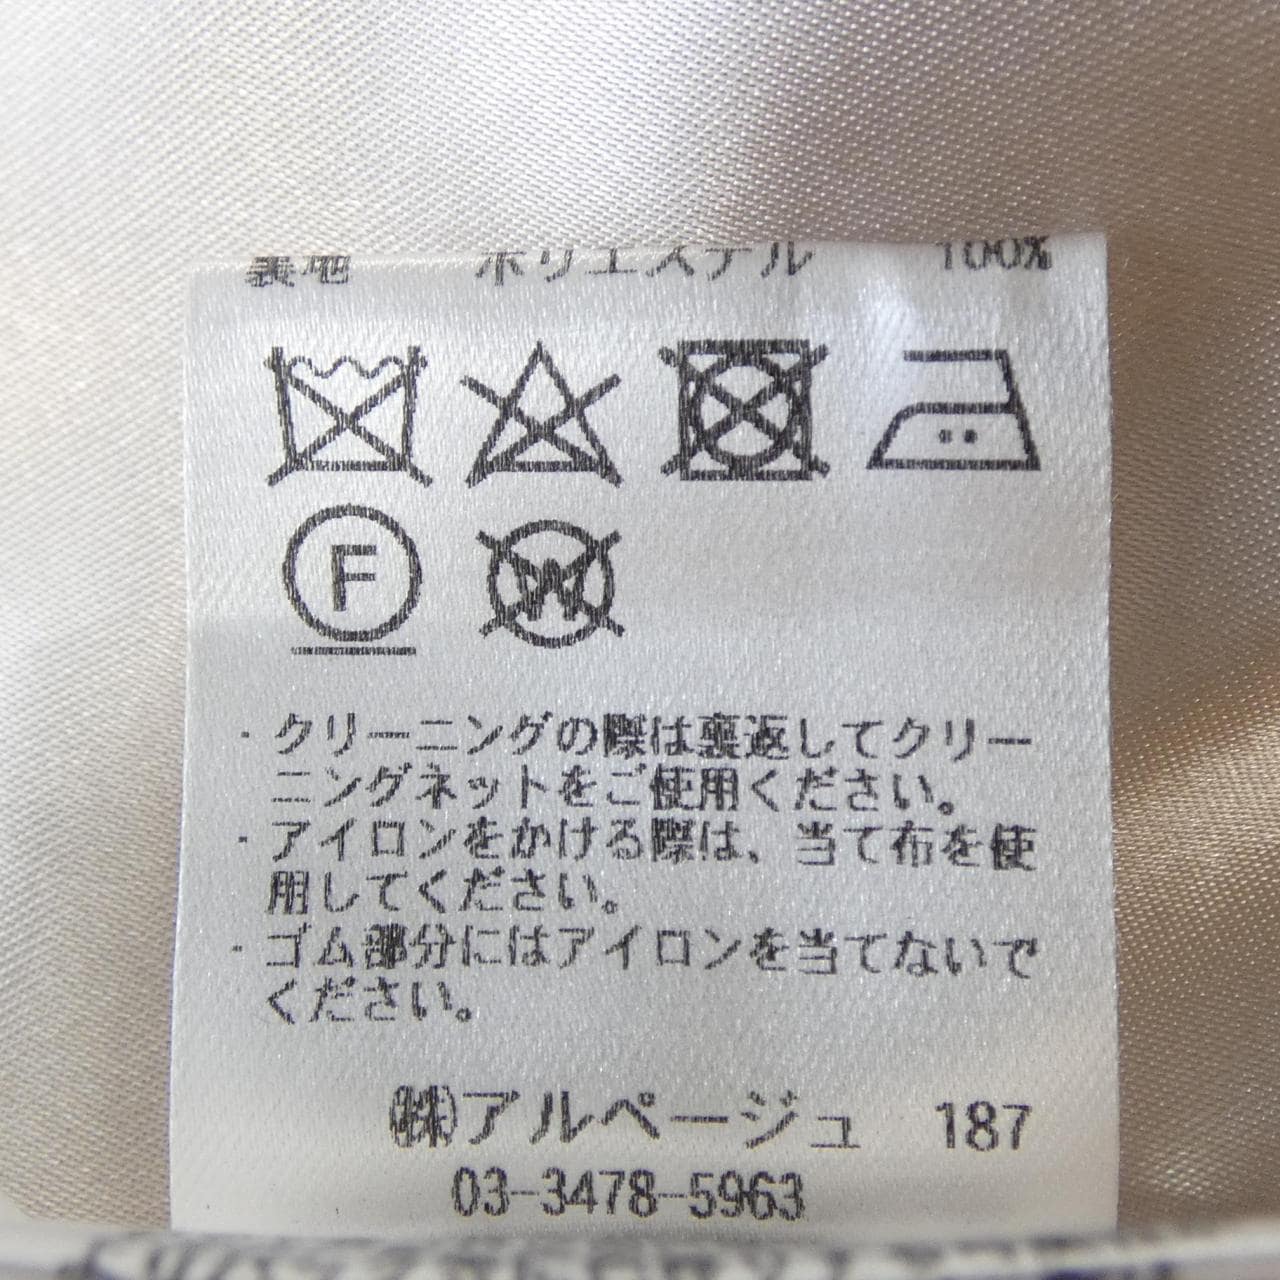 裏地 ポリエステル 100%
F
W
・クリーニングの際は裏返してクリー
ニングネットをご使用ください。
・アイロンをかける際は、当て布を使
用してください。
・ゴム部分にはアイロンを当てないで
ください。
㈱アルページュ 187
03-3478-5963